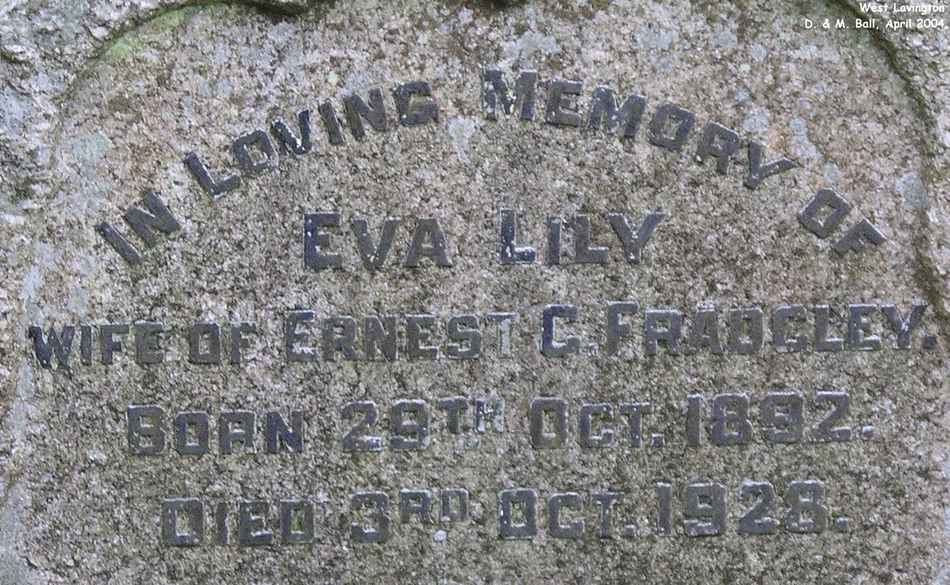 West Lavington
D. & M. Ball, April 2004.
IN LOVING MEMORY OF
EVA LILY
WIFE OF ERNEST G. FRADGLEY.
BORN 29TH OCT. 1892.
DIED 3RD OCT. 1928.